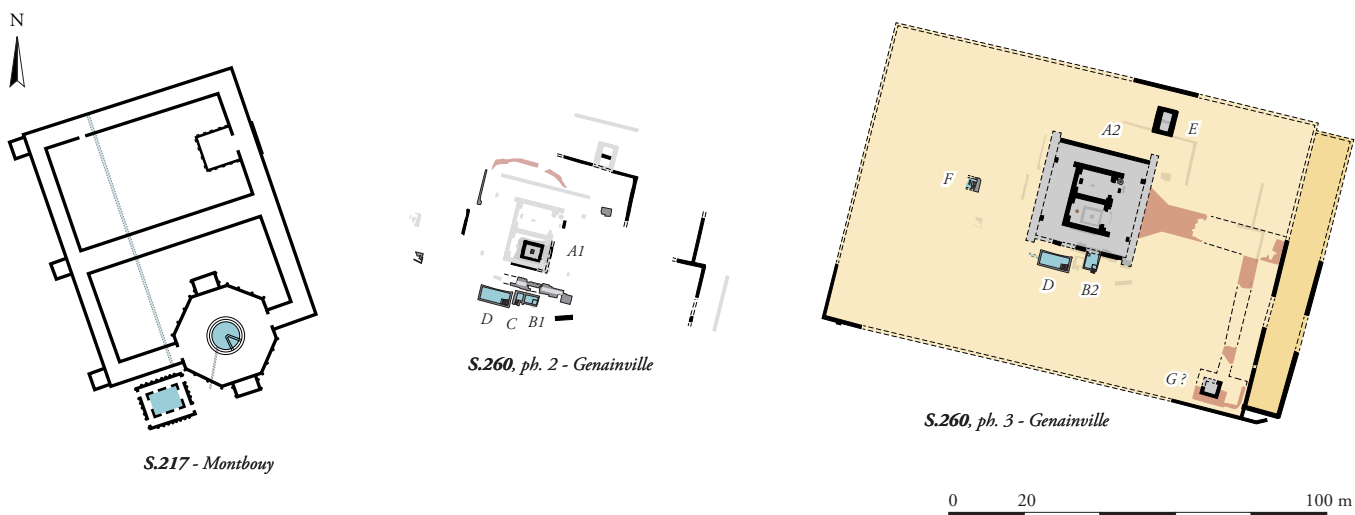 N
S.217 - Montbouy
A1
D
C
B1
S.260, ph. 2 - Genainville
A2
E
F
D
B2
G ?
S.260, ph. 3 - Genainville
0 20 100 m